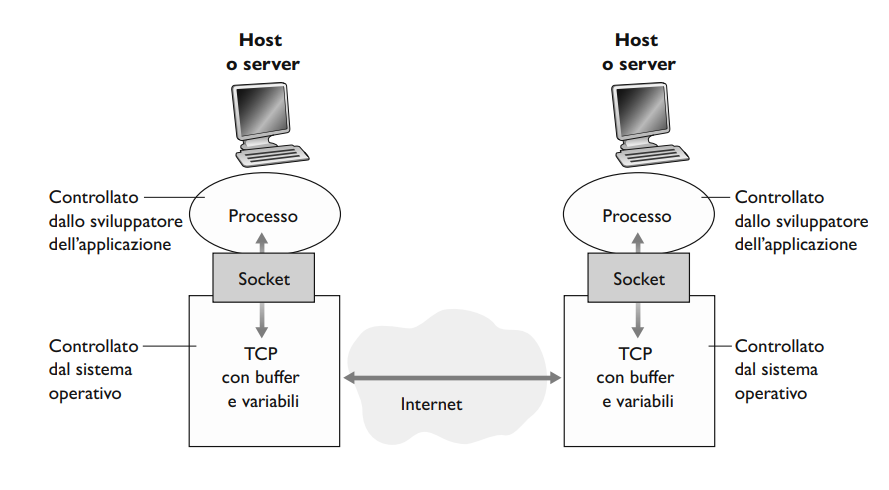 Host
o server
Host
o server
Controllato
dallo sviluppatore
dell'applicazione
Processo
Processo
Controllato
dallo sviluppatore
dell'applicazione
Socket
Socket
Controllato
dal sistema
operativo
TCP
con buffer
e variabili
Internet
TCP
con buffer
e variabili
Controllato
dal sistema
operativo